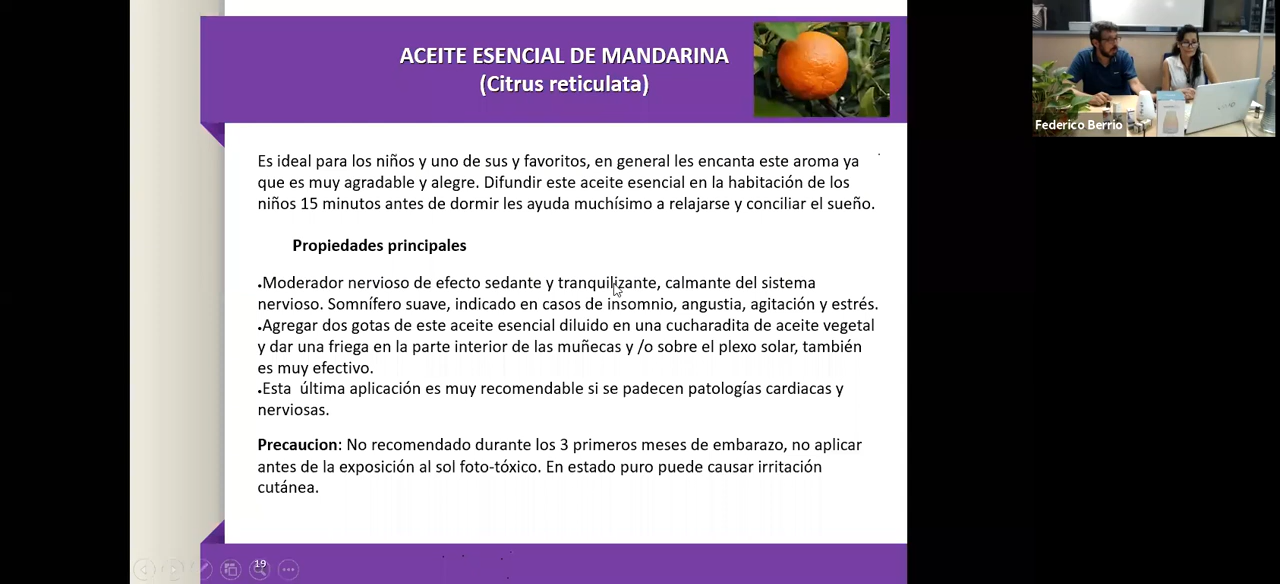 ACEITE ESENCIAL DE MANDARINA
(Citrus reticulata)
Federico Berrio
Es ideal para los niños y uno de sus y favoritos, en general les encanta este aroma ya
que es muy agradable y alegre. Difundir este aceite esencial en la habitación de los
niños 15 minutos antes de dormir les ayuda muchísimo a relajarse y conciliar el sueño.
Propiedades principales
•Moderador nervioso de efecto sedante y tranquilizante, calmante del sistema
nervioso. Somnífero suave, indicado en casos de insomnio, angustia, agitación y estrés.
•Agregar dos gotas de este aceite esencial diluido en una cucharadita de aceite vegetal
y dar una friega en la parte interior de las muñecas y /o sobre el plexo solar, también
es muy efectivo.
•Esta  última aplicación es muy recomendable si se padecen patologías cardiacas y
nerviosas.
Precaucion: No recomendado durante los 3 primeros meses de embarazo, no aplicar
antes de la exposición al sol foto-tóxico. En estado puro puede causar irritación
cutánea.
19